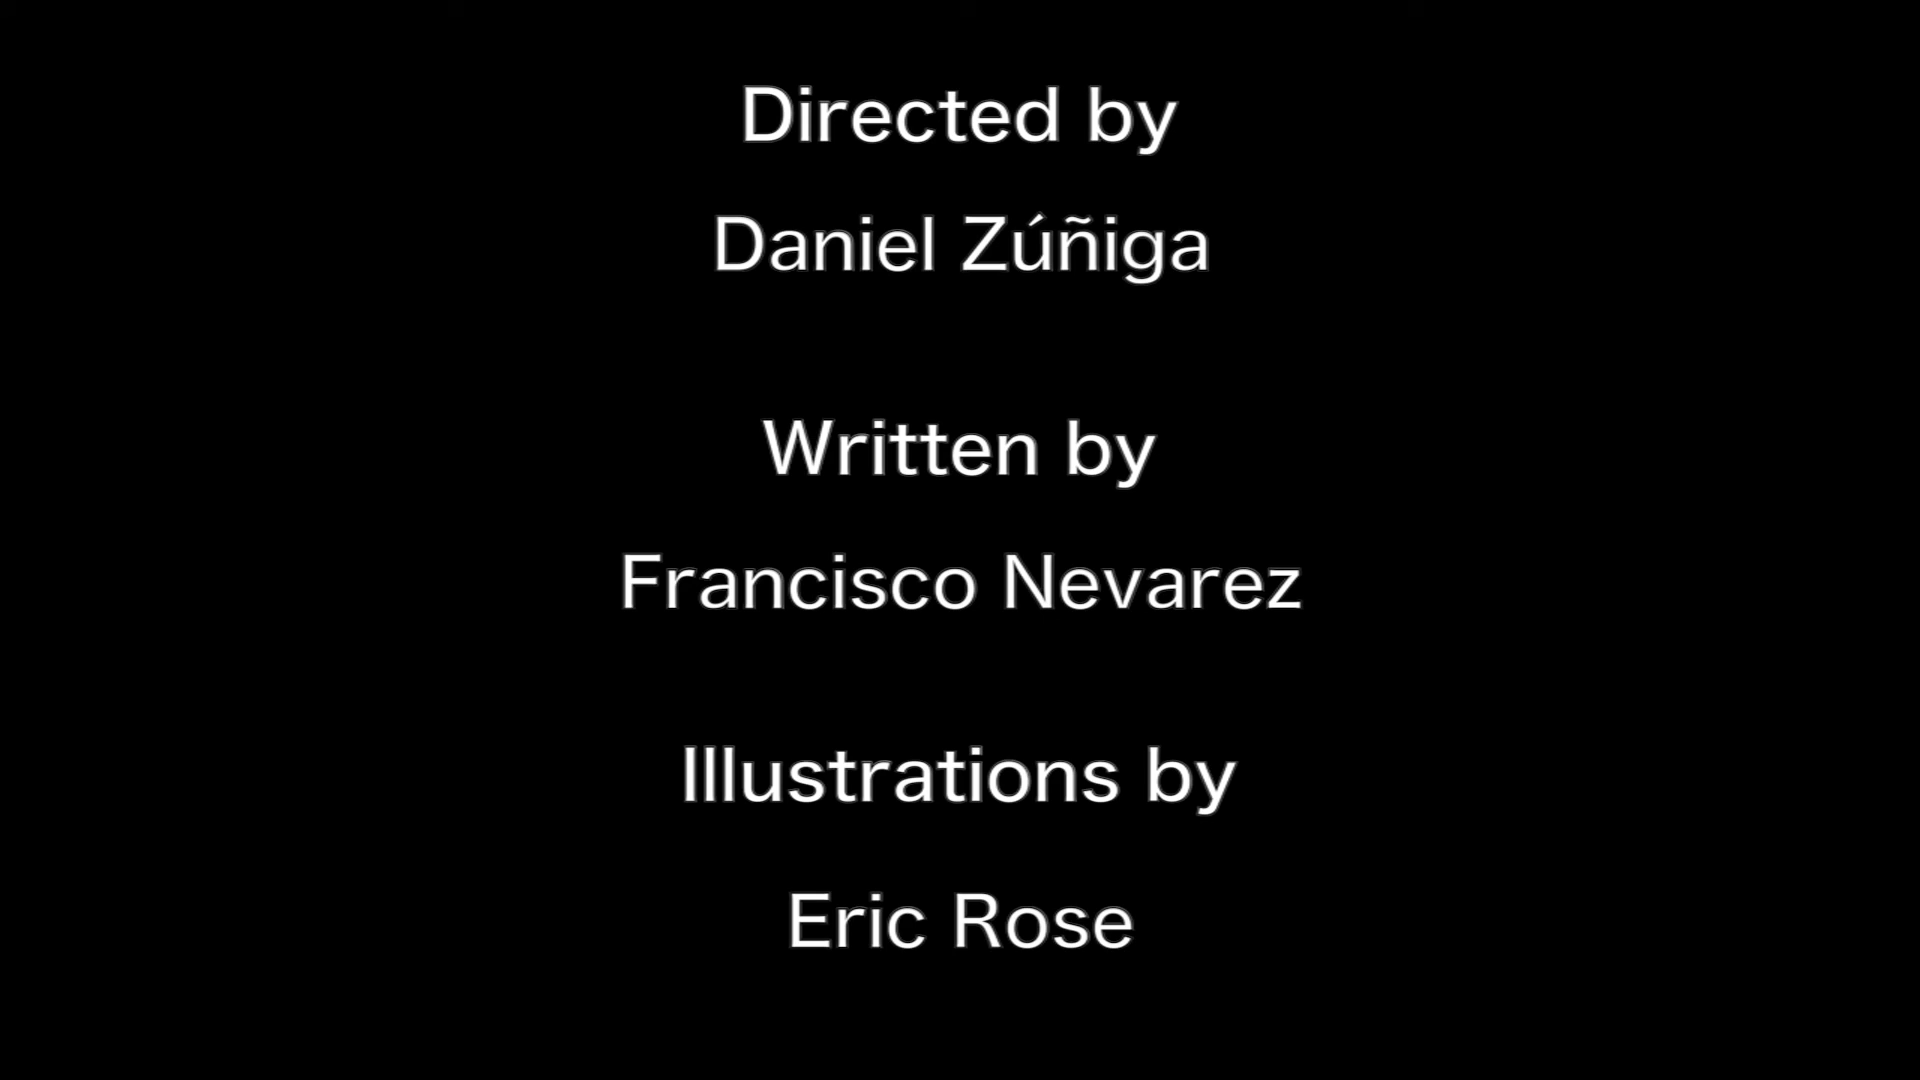 Directed by
Daniel Zúñiga
Written by
Francisco Nevarez
Illustrations by
Eric Rose